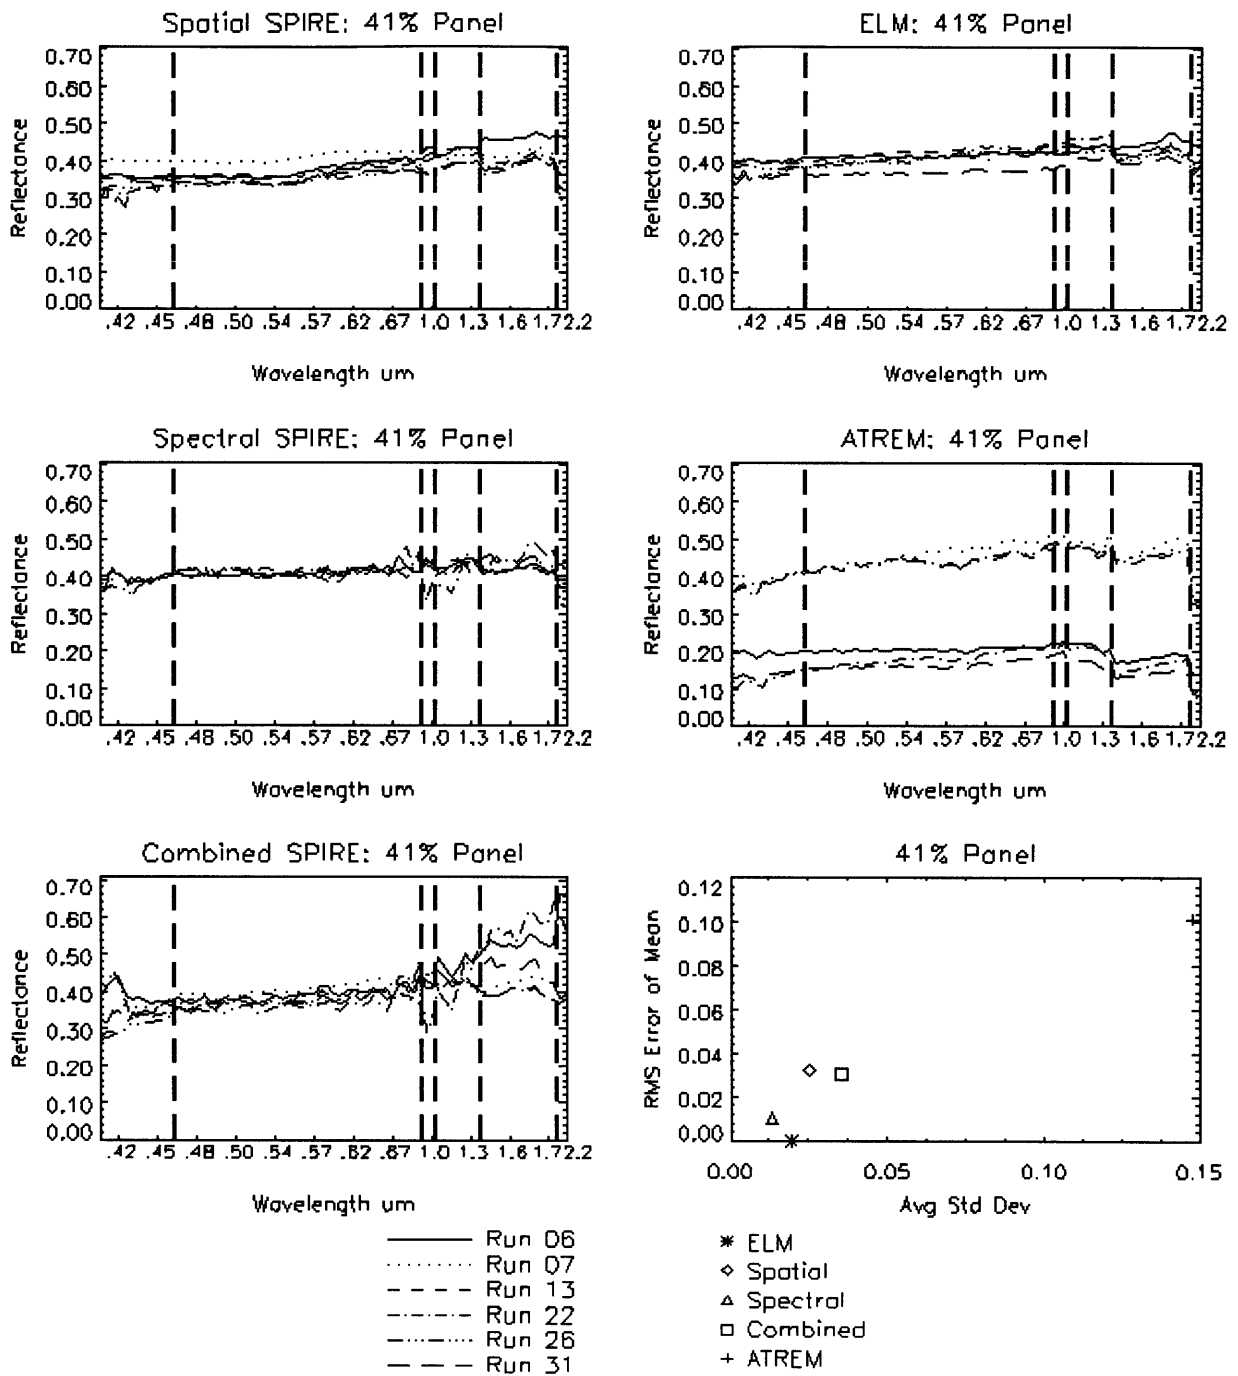 Spatial SPIRE: 41% Panel
Reflectance
0.70
0.60
0.50
0.40
0.30
0.20
0.10
0.00
.42 .45 .48 .50 .54 .57 .62 .67 1.0 1.3 1.6 1.7 2.2
Wavelength um
ELM: 41% Panel
Reflectance
0.70
0.60
0.50
0.40
0.30
0.20
0.10
0.00
.42 .45 .48 .50 .54 .57 .62 .67 1.0 1.3 1.6 1.7 2.2
Wavelength um
Spectral SPIRE: 41% Panel
Reflectance
0.70
0.60
0.50
0.40
0.30
0.20
0.10
0.00
.42 .45 .48 .50 .54 .57 .62 .67 1.0 1.3 1.6 1.7 2.2
Wavelength um
ATREM: 41% Panel
Reflectance
0.70
0.60
0.50
0.40
0.30
0.20
0.10
0.00
.42 .45 .48 .50 .54 .57 .62 .67 1.0 1.3 1.6 1.7 2.2
Wavelength um
Combined SPIRE: 41% Panel
Reflectance
0.70
0.60
0.50
0.40
0.30
0.20
0.10
0.00
.42 .45 .48 .50 .54 .57 .62 .67 1.0 1.3 1.6 1.7 2.2
Wavelength um
41% Panel
RMS Error of Mean
0.12
0.10
0.08
0.06
0.04
0.02
0.00
0.00 0.05 0.10 0.15
Avg Std Dev
Run 06
Run 07
Run 13
Run 22
Run 26
Run 31
ELM
Spatial
Spectral
Combined
ATREM